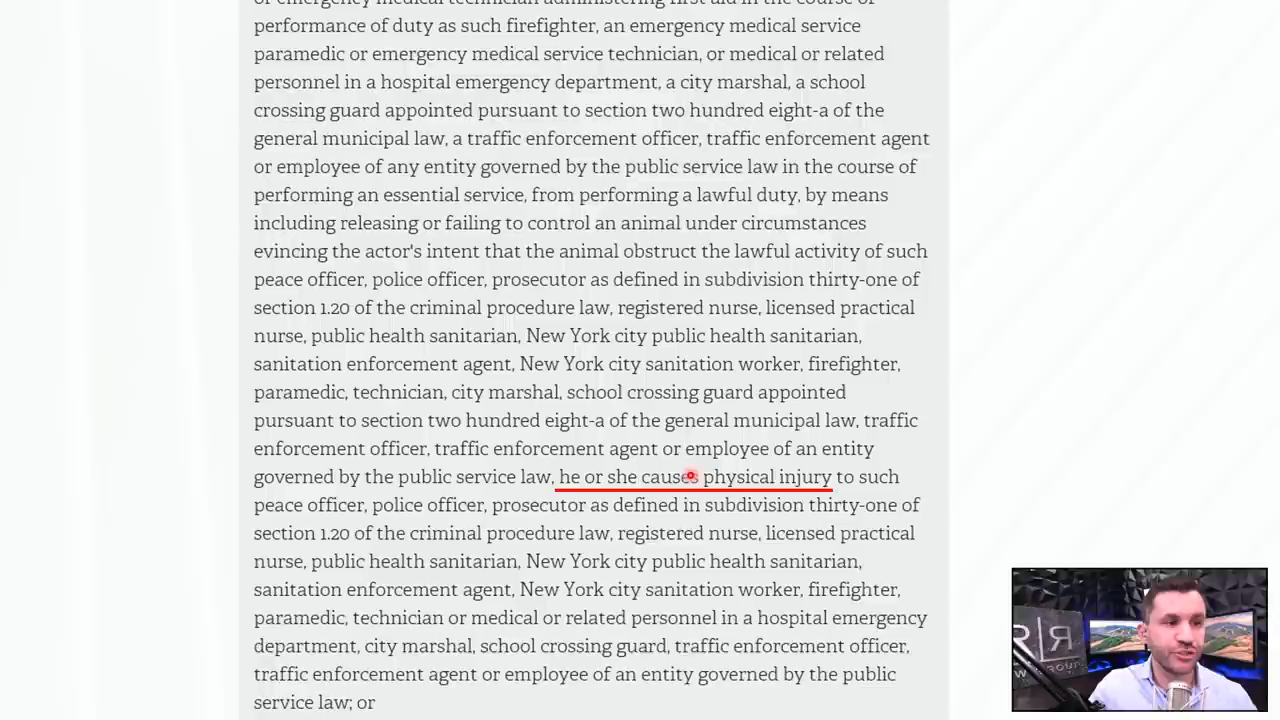 or emergency medical technician administering first aid in the course of
performance of duty as such firefighter, an emergency medical service
paramedic or emergency medical service technician, or medical or related
personnel in a hospital emergency department, a city marshal, a school
crossing guard appointed pursuant to section two hundred eight-a of the
general municipal law, a traffic enforcement officer, traffic enforcement agent
or employee of any entity governed by the public service law in the course of
performing an essential service, from performing a lawful duty, by means
including releasing or failing to control an animal under circumstances
evincing the actor's intent that the animal obstruct the lawful activity of such
peace officer, police officer, prosecutor as defined in subdivision thirty-one of
section 1.20 of the criminal procedure law, registered nurse, licensed practical
nurse, public health sanitarian, New York city public health sanitarian,
sanitation enforcement agent, New York city sanitation worker, firefighter,
paramedic, technician, city marshal, school crossing guard appointed
pursuant to section two hundred eight-a of the general municipal law, traffic
enforcement officer, traffic enforcement agent or employee of an entity
governed by the public service law, he or she causes physical injury to such
peace officer, police officer, prosecutor as defined in subdivision thirty-one of
section 1.20 of the criminal procedure law, registered nurse, licensed practical
nurse, public health sanitarian, New York city public health sanitarian,
sanitation enforcement agent, New York city sanitation worker, firefighter,
paramedic, technician or medical or related personnel in a hospital emergency
department, city marshal, school crossing guard, traffic enforcement officer,
traffic enforcement agent or employee of an entity governed by the public
service law; or